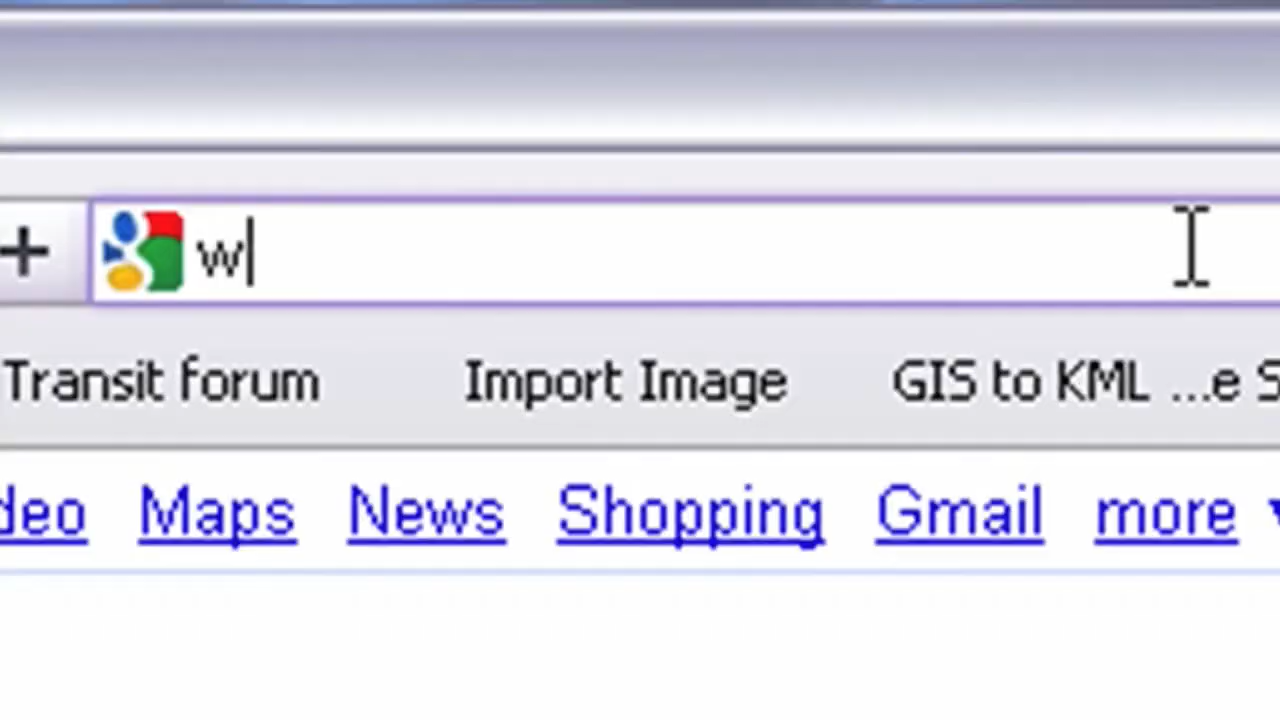 + w
Transit forum Import Image GIS to KML ...e S
deo Maps News Shopping Gmail more